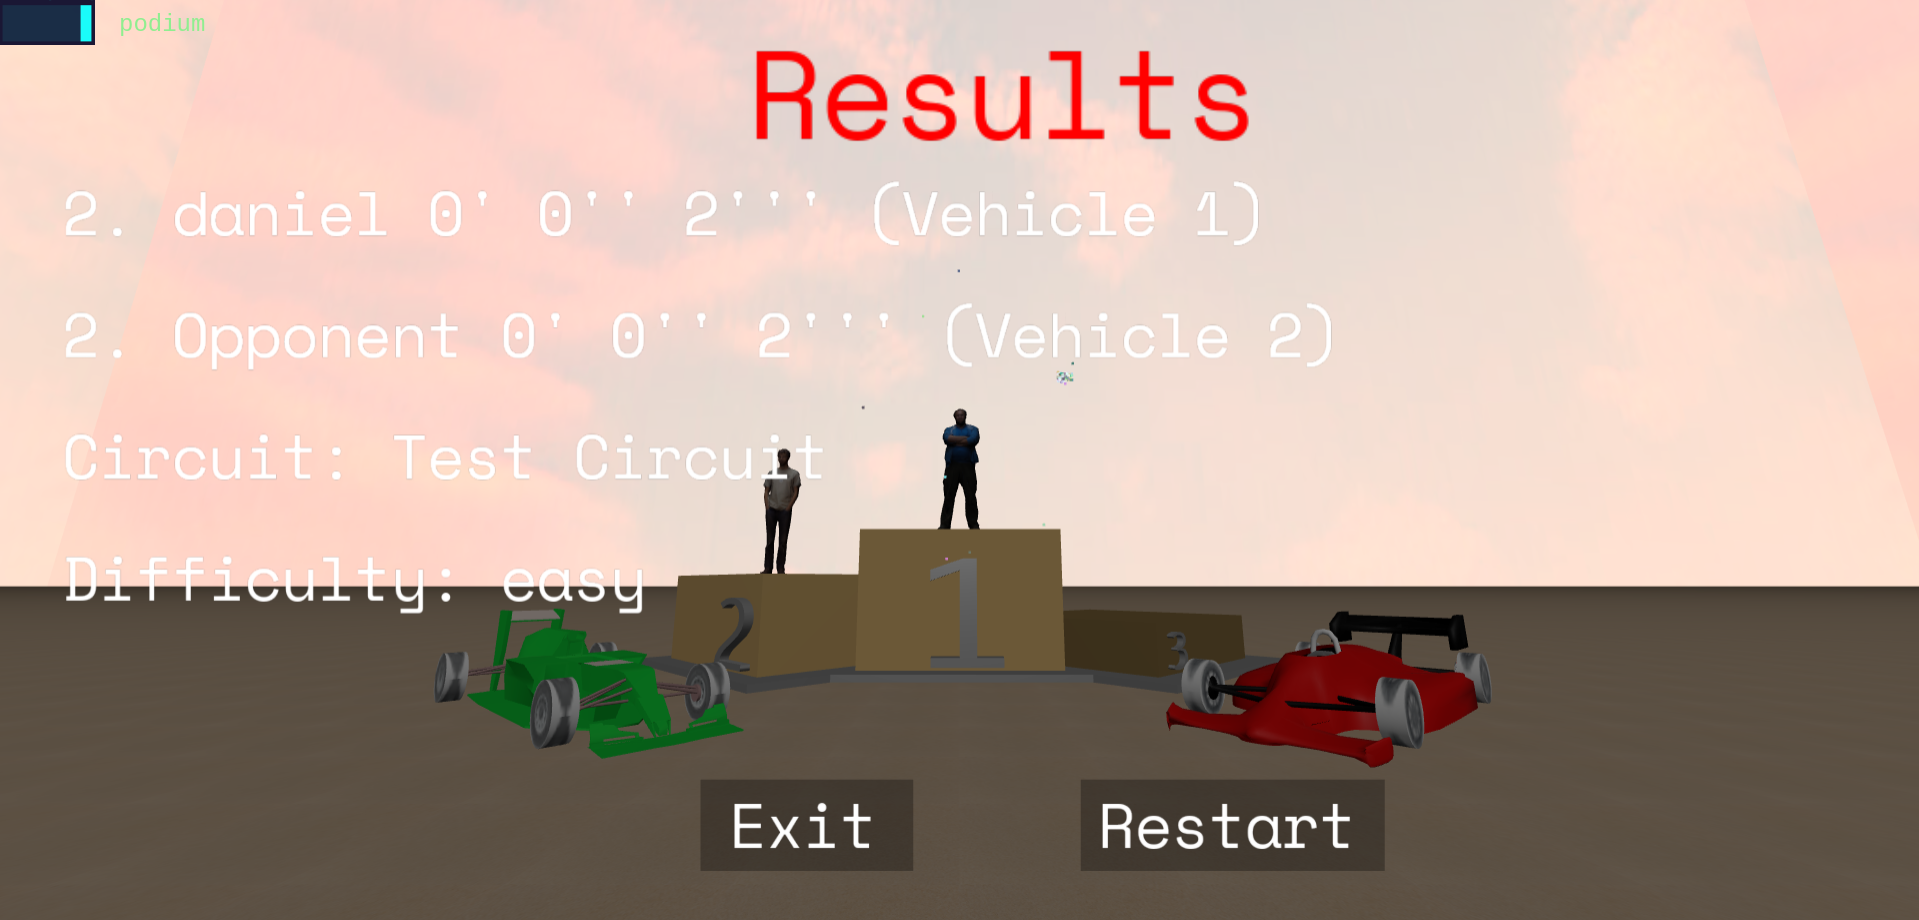 podium
Results
2. daniel 0' 0'' 2''' (Vehicle 1)
2. Opponent 0' 0'' 2''' (Vehicle 2)
Circuit: Test Circuit
Difficulty: easy
2 1 3
Exit Restart